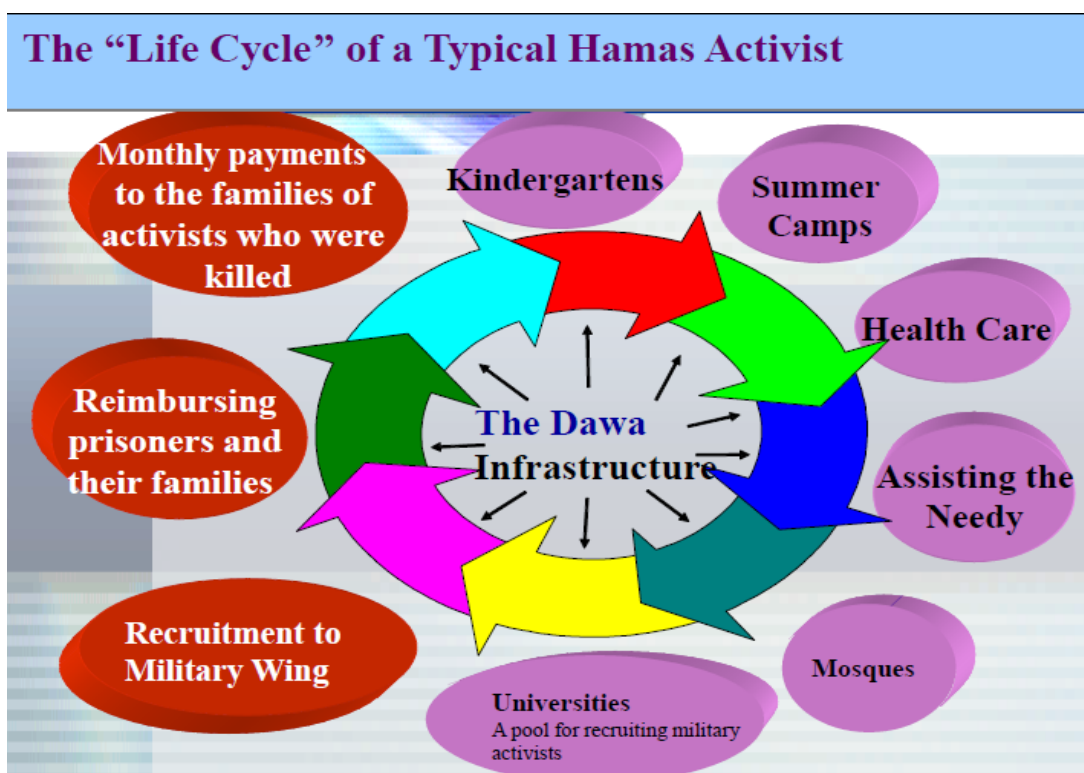 The “Life Cycle” of a Typical Hamas Activist
Monthly payments
to the families of
activists who were
killed
Kindergartens
Summer
Camps
Health Care
Assisting the
Needy
Mosques
Universities
A pool for recruiting military
activists
Recruitment to
Military Wing
Reimbursing
prisoners and
their families
The Dawa
Infrastructure